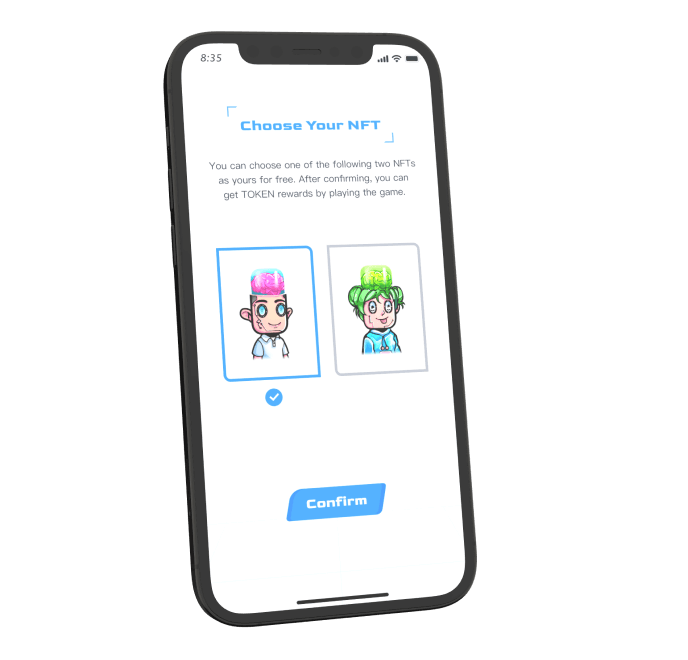 8:35
Choose Your NFT
You can choose one of the following two NFTs
as yours for free. After confirming, you can
get TOKEN rewards by playing the game.
Confirm